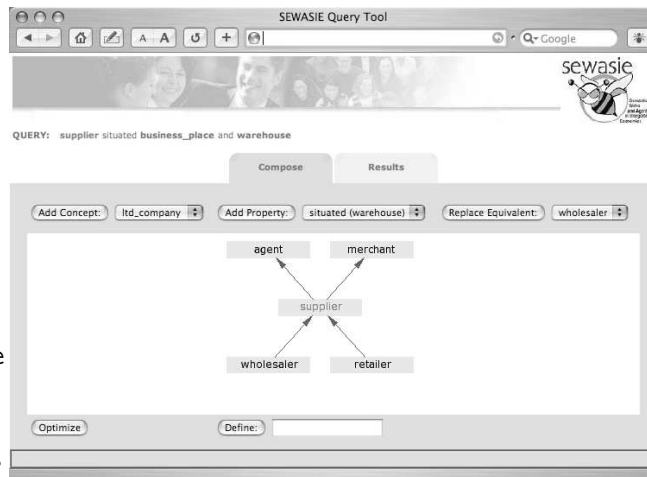 SEWASIE Query Tool
A A + Google
sewasie
QUERY: supplier situated business_place and warehouse
Compose Results
Add Concept: ltd_company Add Property: situated (warehouse) Replace Equivalent: wholesaler
agent merchant
supplier
wholesaler retailer
e
Optimize Define: